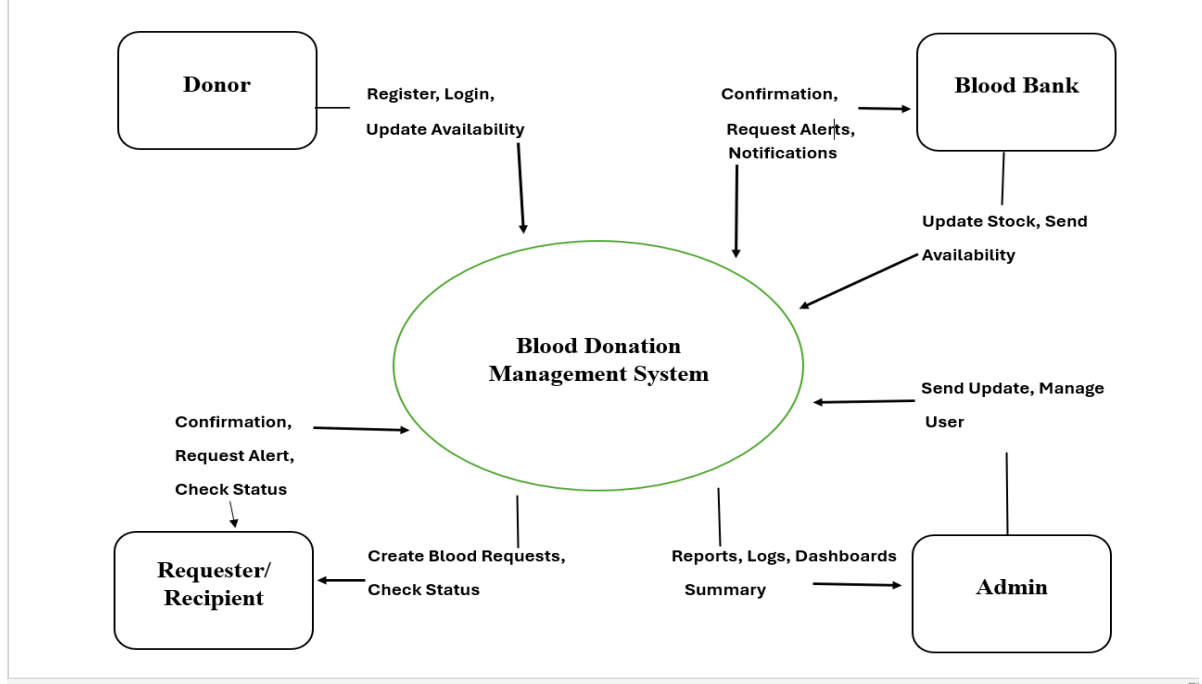 Donor
Register, Login,
Update Availability
Confirmation,
Request Alerts,
Notifications
Blood Bank
Update Stock, Send
Availability
Blood Donation
Management System
Send Update, Manage
User
Confirmation,
Request Alert,
Check Status
Requester/
Recipient
Create Blood Requests,
Check Status
Reports, Logs, Dashboards
Summary
Admin